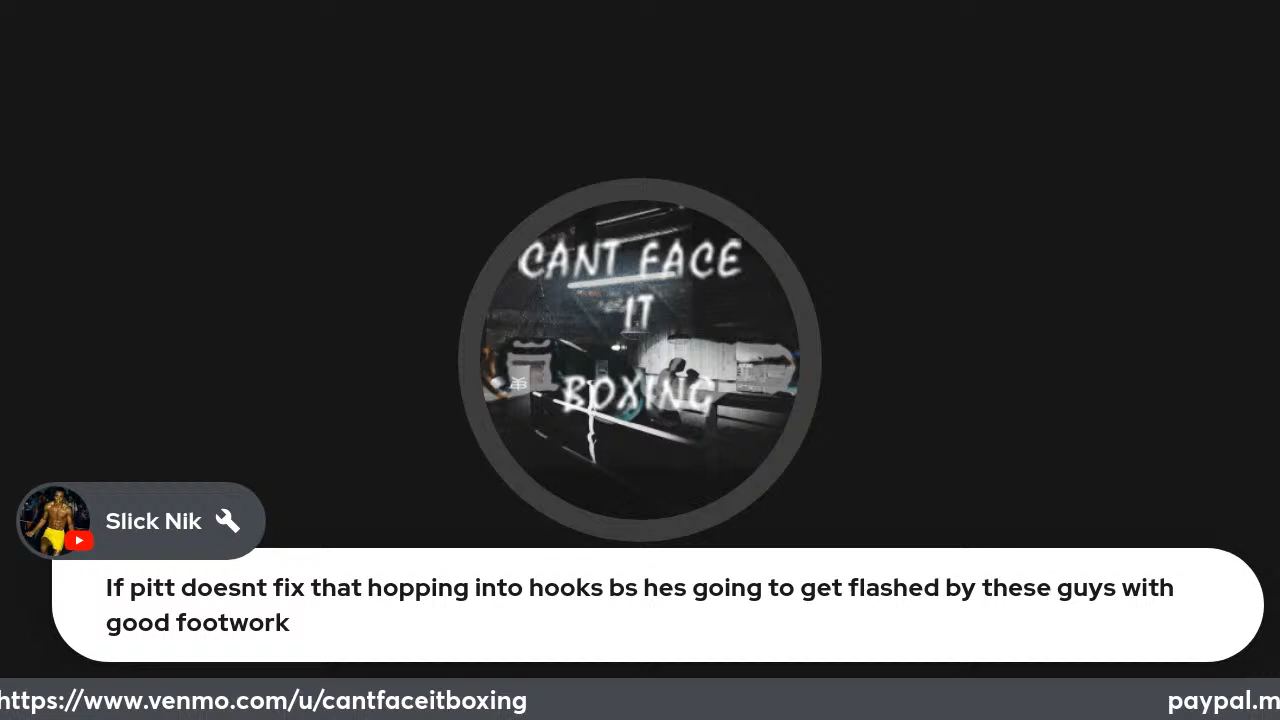 CANT FACE
IT
BOXING
Slick Nik
If pitt doesnt fix that hopping into hooks bs hes going to get flashed by these guys with
good footwork
https://www.venmo.com/u/cantfaceitboxing
paypal.m